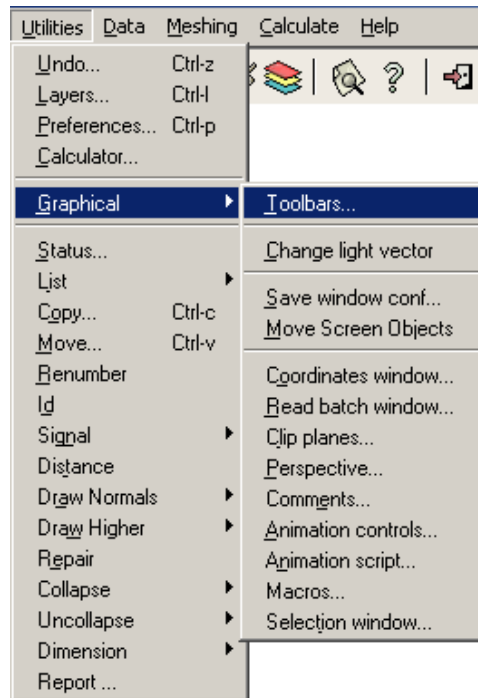 Utilities Data Meshing Calculate Help
Undo... Ctrl-z
Layers... Ctrl-l
Preferences... Ctrl-p
Calculator...
Graphical
Status...
List
Copy... Ctrl-c
Move... Ctrl-v
Renumber
Id
Signal
Distance
Draw Normals
Draw Higher
Repair
Collapse
Uncollapse
Dimension
Report ...
Toolbars...
Change light vector
Save window conf...
Move Screen Objects
Coordinates window...
Read batch window...
Clip planes...
Perspective...
Comments...
Animation controls...
Animation script...
Macros...
Selection window...